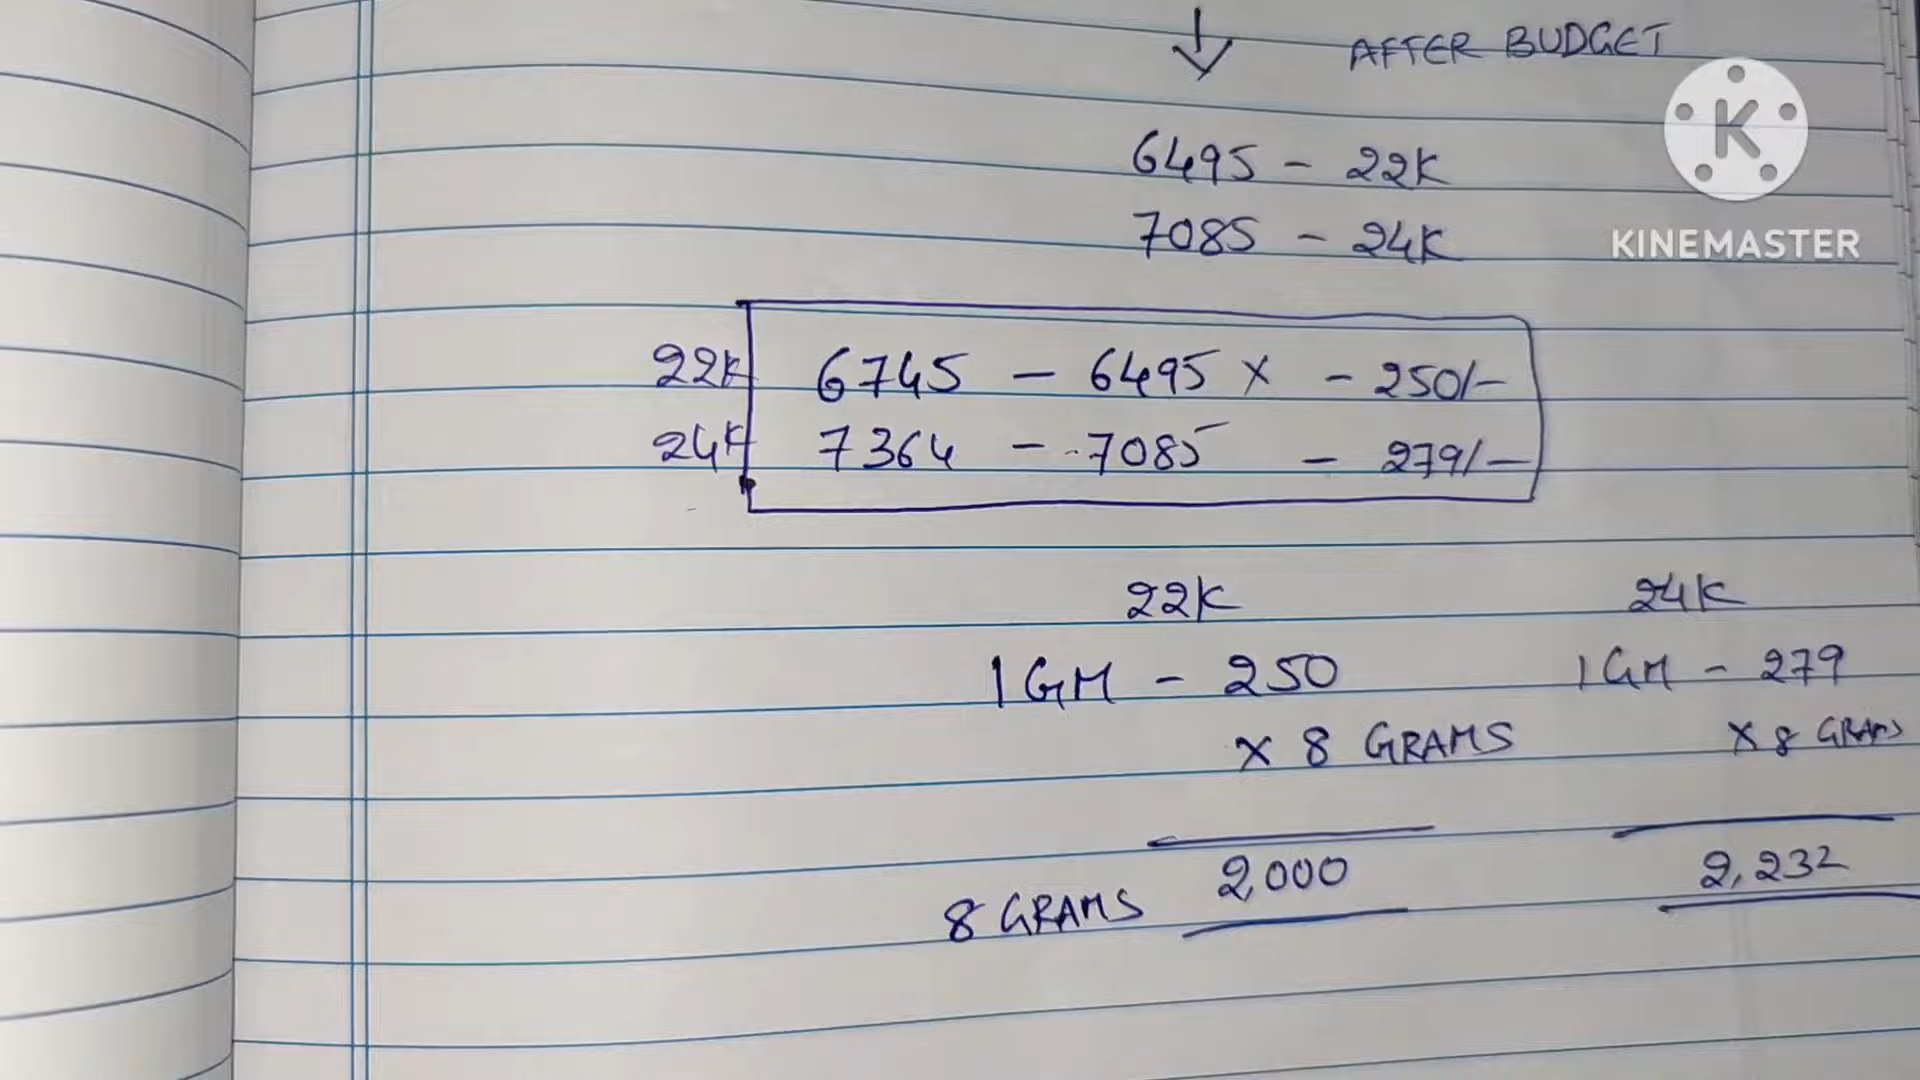 ↓ AFTER BUDGET
K
KINEMASTER
6495 - 22K
7085 - 24K
22K 6745 - 6495 x - 250/-
24K 7364 - 7085 - 279/-
22K 24K
1GM - 250 1GM - 279
x 8 GRAMS x 8 GRAMS
8 GRAMS 2,000 2,232